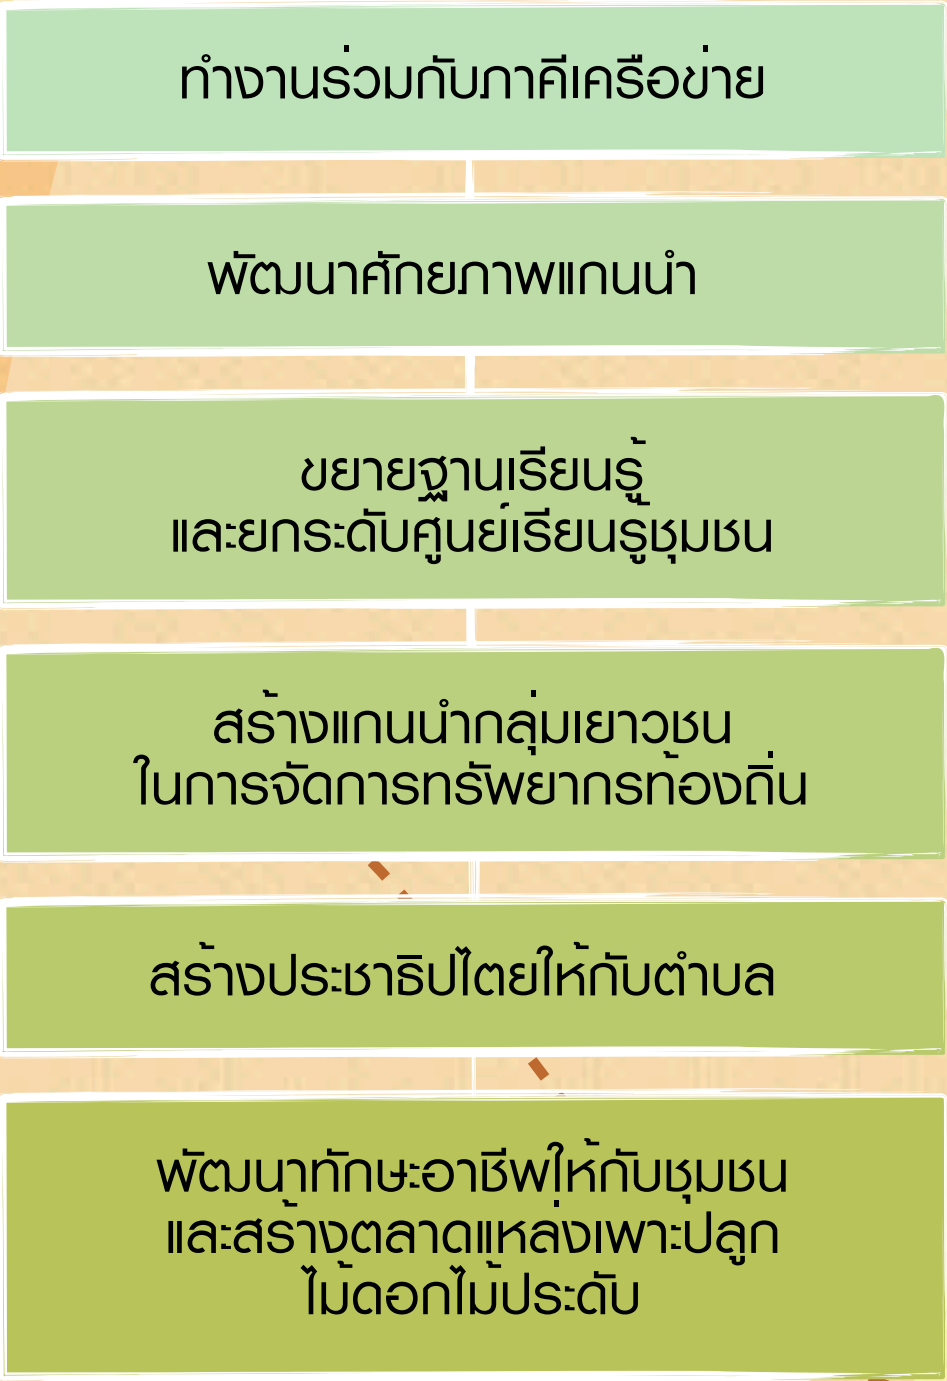 ทำงานร่วมกับภาคีเครือข่าย
พัฒนาศักยภาพแกนนำ
ขยายฐานเรียนรู้
และยกระดับศูนย์เรียนรู้ชุมชน
สร้างแกนนำกลุ่มเยาวชน
ในการจัดการทรัพยากรท้องถิ่น
สร้างประชาธิปไตยให้กับตำบล
พัฒนาทักษะอาชีพให้กับชุมชน
และสร้างตลาดแหล่งเพาะปลูก
ไม้ดอกไม้ประดับ